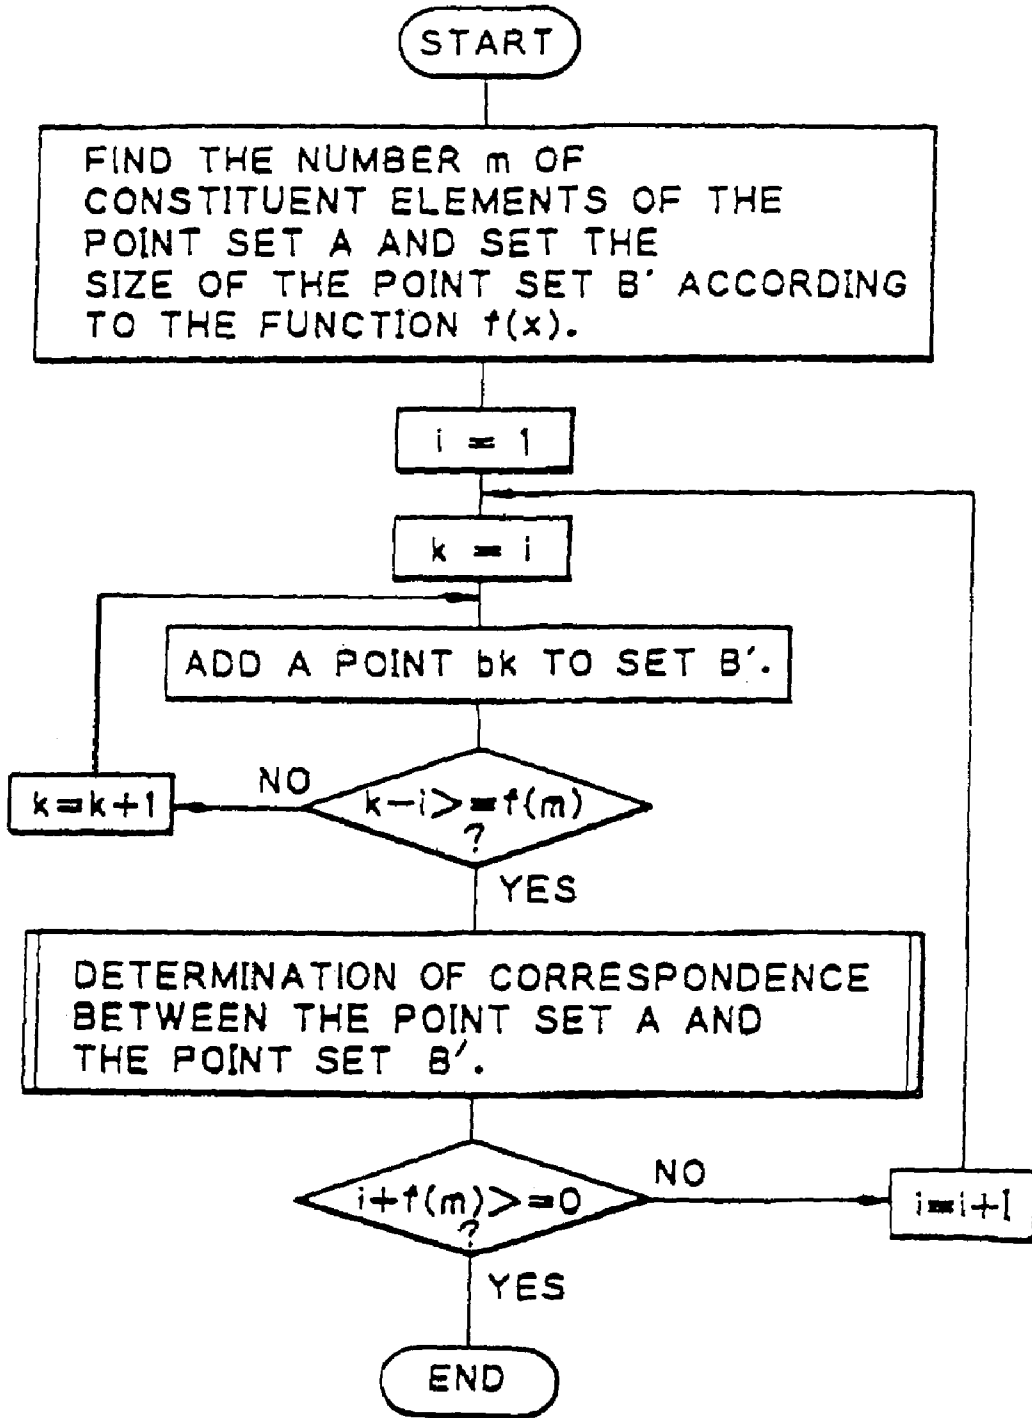 START
FIND THE NUMBER m OF
CONSTITUENT ELEMENTS OF THE
POINT SET A AND SET THE
SIZE OF THE POINT SET B' ACCORDING
TO THE FUNCTION f(x).
i = 1
k = i
ADD A POINT bk TO SET B'.
NO
k=k+1
k-i>=f(m)
?
YES
DETERMINATION OF CORRESPONDENCE
BETWEEN THE POINT SET A AND
THE POINT SET B'.
i+f(m)>=0
?
NO
i=i+1
YES
END